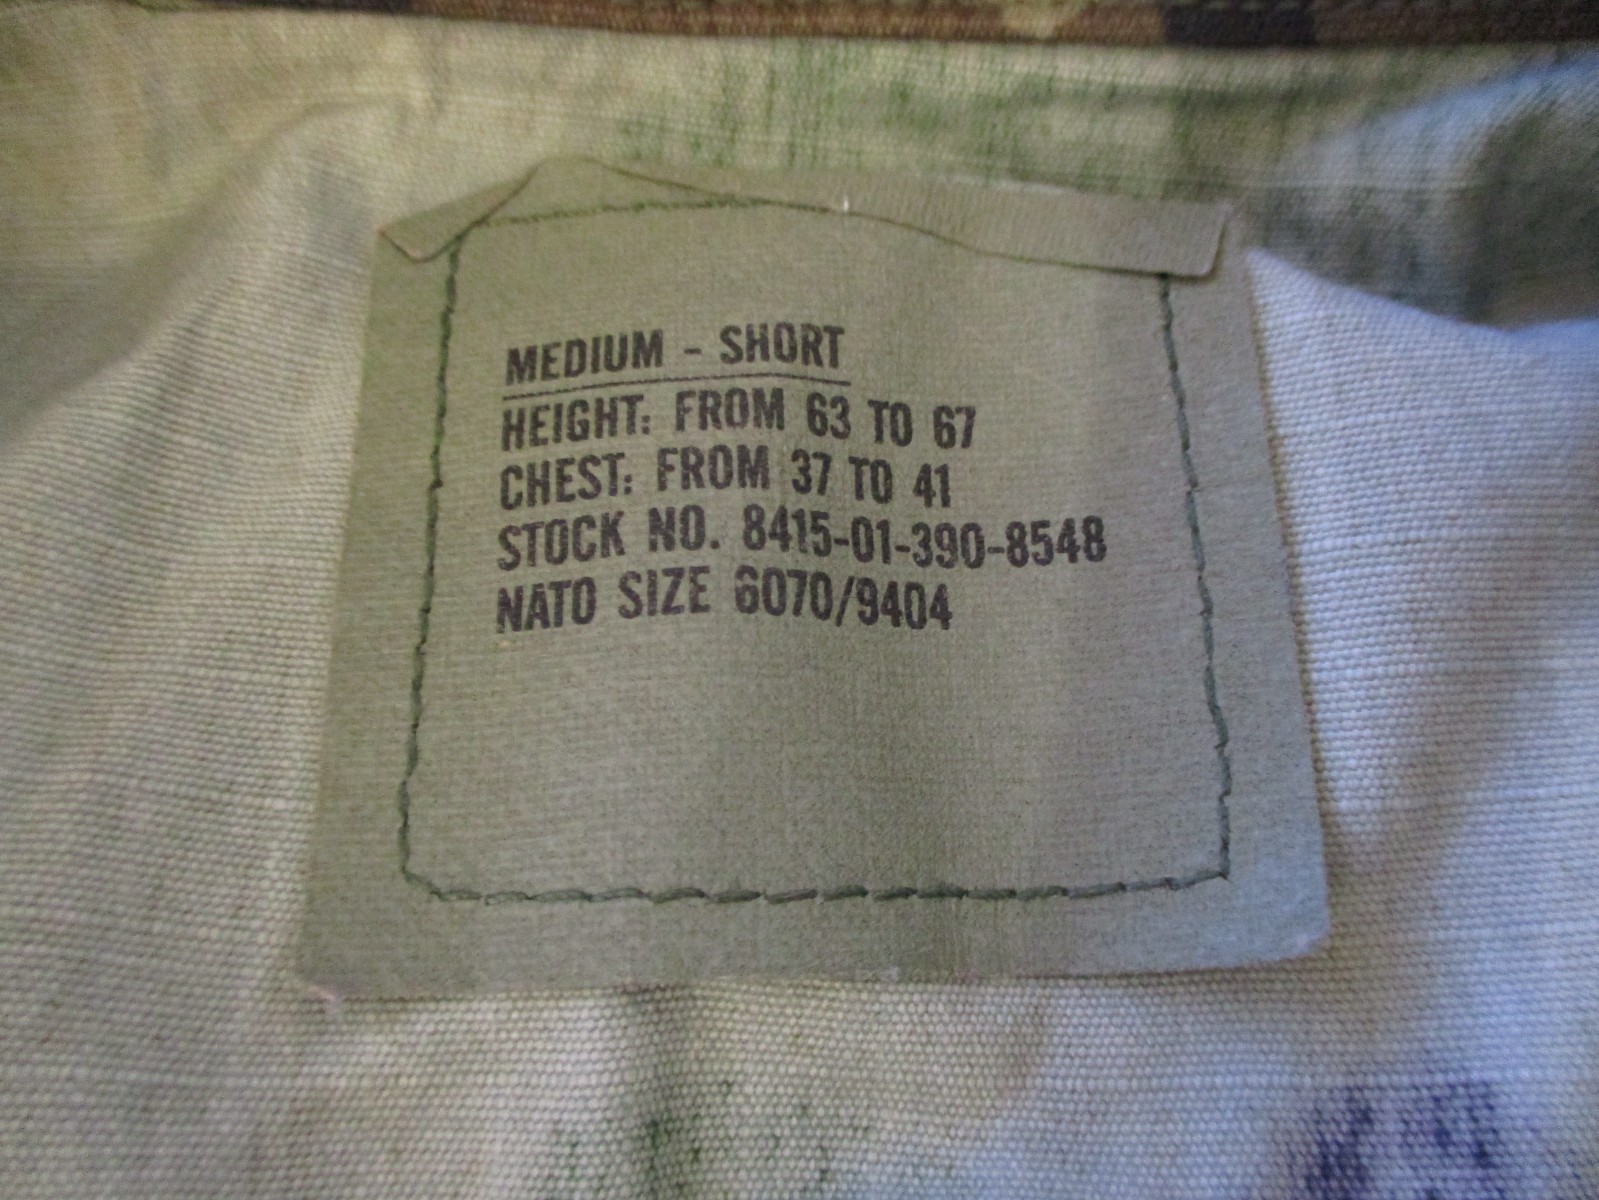 MEDIUM - SHORT
HEIGHT: FROM 63 TO 67
CHEST: FROM 37 TO 41
STOCK NO. 8415-01-390-8548
NATO SIZE 6070/9404